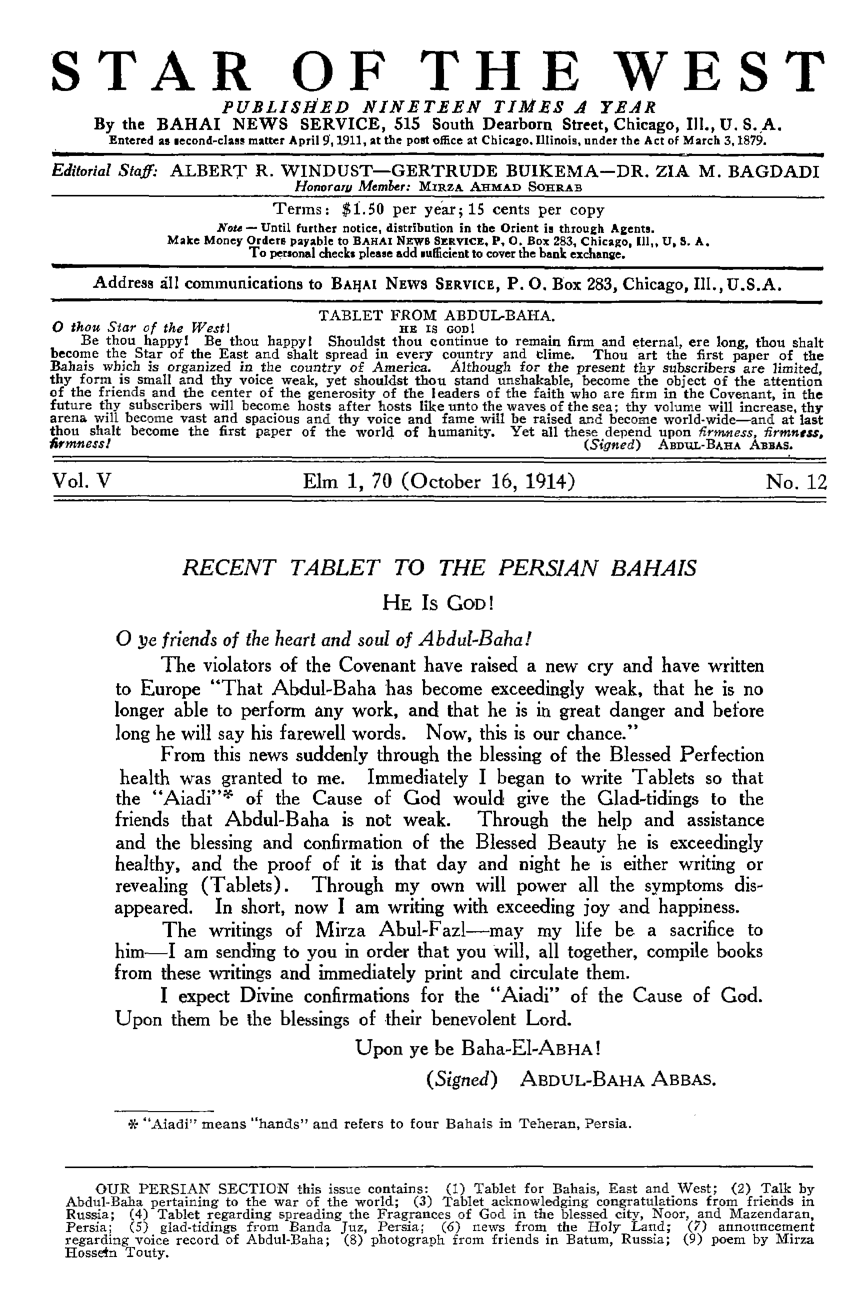 STAR OF THE WEST
PUBLISHED NINETEEN TIMES A YEAR
By the BAHAI NEWS SERVICE, 515 South Dearborn Street, Chicago, Ill., U. S. A.
Entered as second-class matter April 9, 1911, at the post office at Chicago, Illinois, under the Act of March 3, 1879.
Editorial Staff: ALBERT R. WINDUST—GERTRUDE BUIKEMA—DR. ZIA M. BAGDADI
Honorary Member: MIRZA AHMAD SOHRAB
Terms: $1.50 per year; 15 cents per copy
Note — Until further notice, distribution in the Orient is through Agents.
Make Money Orders payable to BAHAI NEWS SERVICE, P, O. Box 283, Chicago, Ill,, U, S. A.
To personal checks please add sufficient to cover the bank exchange.
Address all communications to BAHAI NEWS SERVICE, P. O. Box 283, Chicago, Ill., U.S.A.
TABLET FROM ABDUL-BAHA.
O thou Star of the West! HE IS GOD!
Be thou happy! Be thou happy! Shouldst thou continue to remain firm and eternal, ere long, thou shalt
become the Star of the East and shalt spread in every country and clime. Thou art the first paper of the
Bahais which is organized in the country of America. Although for the present thy subscribers are limited,
thy form is small and thy voice weak, yet shouldst thou stand unshakable, become the object of the attention
of the friends and the center of the generosity of the leaders of the faith who are firm in the Covenant, in the
future thy subscribers will become hosts after hosts like unto the waves of the sea; thy volume will increase, thy
arena will become vast and spacious and thy voice and fame will be raised and become world-wide—and at last
thou shalt become the first paper of the world of humanity. Yet all these depend upon firmness, firmness,
firmness! (Signed) ABDUL-BAHA ABBAS.
Vol. V Elm 1, 70 (October 16, 1914) No. 12
RECENT TABLET TO THE PERSIAN BAHAIS
HE IS GOD!
O ye friends of the heart and soul of Abdul-Baha!
The violators of the Covenant have raised a new cry and have written
to Europe "That Abdul-Baha has become exceedingly weak, that he is no
longer able to perform any work, and that he is in great danger and before
long he will say his farewell words. Now, this is our chance."
From this news suddenly through the blessing of the Blessed Perfection
health was granted to me. Immediately I began to write Tablets so that
the "Aiadi"* of the Cause of God would give the Glad-tidings to the
friends that Abdul-Baha is not weak. Through the help and assistance
and the blessing and confirmation of the Blessed Beauty he is exceedingly
healthy, and the proof of it is that day and night he is either writing or
revealing (Tablets). Through my own will power all the symptoms dis-
appeared. In short, now I am writing with exceeding joy and happiness.
The writings of Mirza Abul-Fazl—may my life be a sacrifice to
him—I am sending to you in order that you will, all together, compile books
from these writings and immediately print and circulate them.
I expect Divine confirmations for the "Aiadi" of the Cause of God.
Upon them be the blessings of their benevolent Lord.
Upon ye be Baha-El-ABHA!
(Signed) ABDUL-BAHA ABBAS.
* "Aiadi" means "hands" and refers to four Bahais in Teheran, Persia.
OUR PERSIAN SECTION this issue contains: (1) Tablet for Bahais, East and West; (2) Talk by
Abdul-Baha pertaining to the war of the world; (3) Tablet acknowledging congratulations from friends in
Russia; (4) Tablet regarding spreading the Fragrances of God in the blessed city, Noor, and Mazendaran,
Persia; (5) glad-tidings from Banda Juz, Persia; (6) news from the Holy Land; (7) announcement
regarding voice record of Abdul-Baha; (8) photograph from friends in Batum, Russia; (9) poem by Mirza
Hossein Touty.